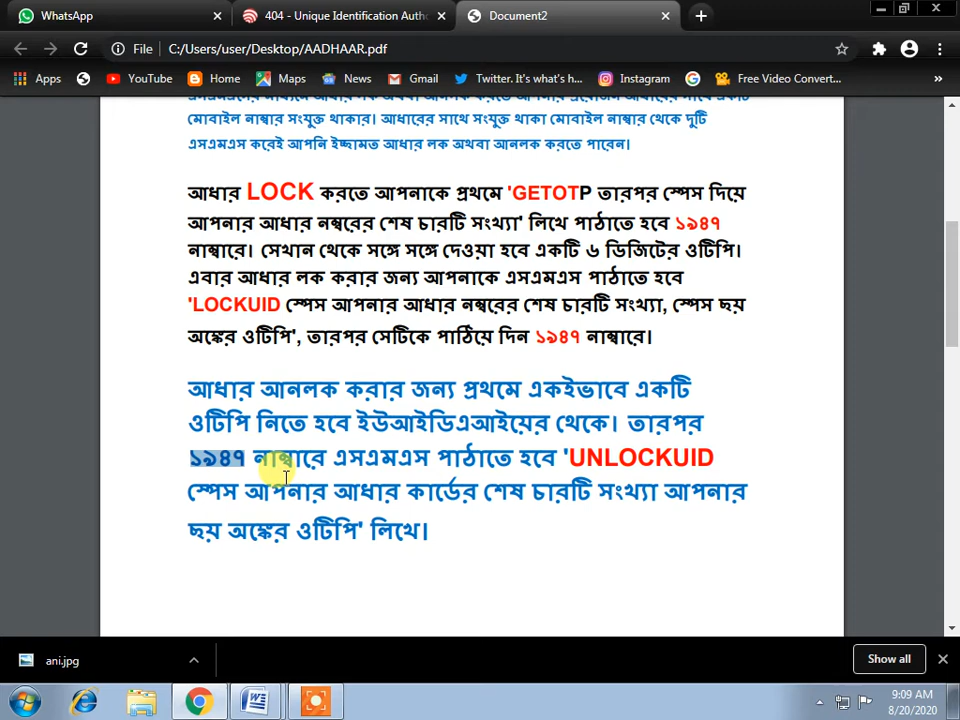 WhatsApp
404 - Unique Identification Autho
Document2
File C:/Users/user/Desktop/AADHAAR.pdf
Apps YouTube Home Maps News Gmail Twitter. It's what's h... Instagram Free Video Convert... »
মোবাইল নাম্বার সংযুক্ত থাকার। আধারের সাথে সংযুক্ত থাকা মোবাইল নাম্বার থেকে দুটি
এসএমএস করেই আপনি ইচ্ছামত আধার লক অথবা আনলক করতে পারেন।
আধার LOCK করতে আপনাকে প্রথমে 'GETOTP তারপর স্পেস দিয়ে
আপনার আধার নম্বরের শেষ চারটি সংখ্যা' লিখে পাঠাতে হবে ১৯৪৭
নাম্বারে। সেখান থেকে সঙ্গে সঙ্গে দেওয়া হবে একটি ৬ ডিজিটের ওটিপি।
এবার আধার লক করার জন্য আপনাকে এসএমএস পাঠাতে হবে
'LOCKUID স্পেস আপনার আধার নম্বরের শেষ চারটি সংখ্যা, স্পেস ছয়
অঙ্কের ওটিপি', তারপর সেটিকে পাঠিয়ে দিন ১৯৪৭ নাম্বারে।
আধার আনলক করার জন্য প্রথমে একইভাবে একটি
ওটিপি নিতে হবে ইউআইডিএআইয়ের থেকে। তারপর
১৯৪৭ নাম্বারে এসএমএস পাঠাতে হবে 'UNLOCKUID
স্পেস আপনার আধার কার্ডের শেষ চারটি সংখ্যা আপনার
ছয় অঙ্কের ওটিপি' লিখে।
ani.jpg
Show all
9:09 AM
8/20/2020